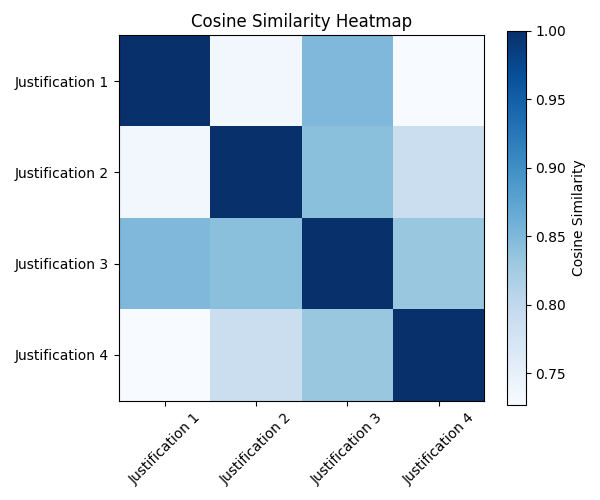 Cosine Similarity Heatmap
Justification 1
Justification 2
Justification 3
Justification 4
Justification 1
Justification 2
Justification 3
Justification 4
1.00
0.95
0.90
0.85
0.80
0.75
Cosine Similarity